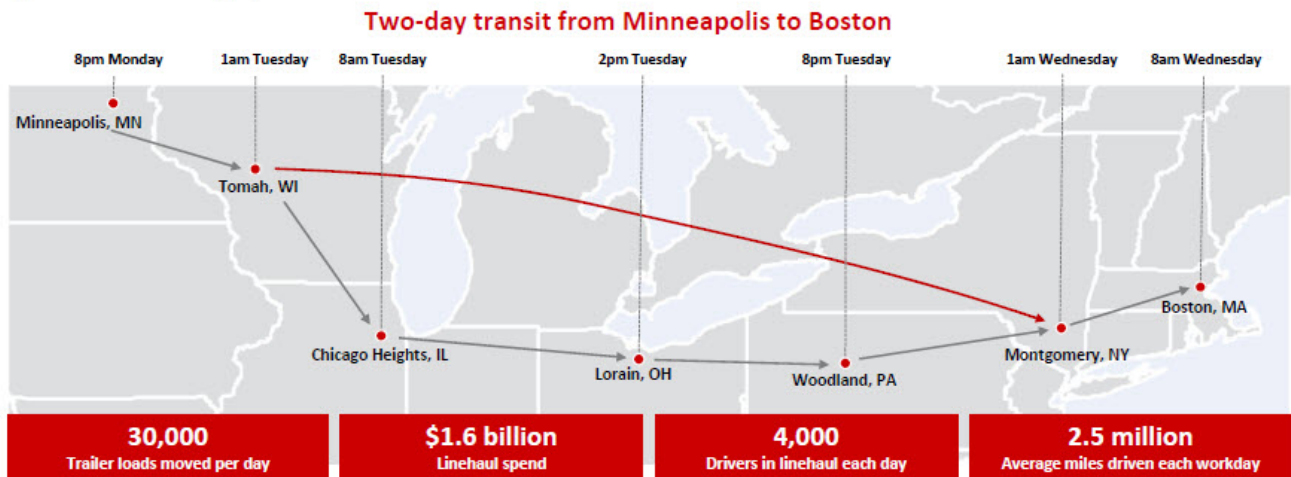 Two-day transit from Minneapolis to Boston
8pm Monday
1am Tuesday
8am Tuesday
2pm Tuesday
8pm Tuesday
1am Wednesday
8am Wednesday
Minneapolis, MN
Tomah, WI
Chicago Heights, IL
Lorain, OH
Woodland, PA
Montgomery, NY
Boston, MA
30,000
Trailer loads moved per day
$1.6 billion
Linehaul spend
4,000
Drivers in linehaul each day
2.5 million
Average miles driven each workday